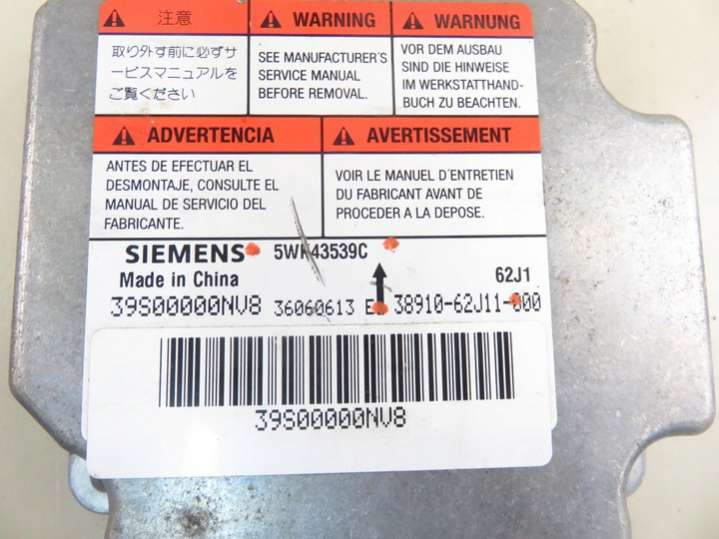 注意
取り外す前に必ずサ
ービスマニュアルを
ご覧ください
WARNING
SEE MANUFACTURER'S
SERVICE MANUAL
BEFORE REMOVAL.
WARNUNG
VOR DEM AUSBAU
SIND DIE HINWEISE
IM WERKSTATTHAND-
BUCH ZU BEACHTEN.
ADVERTENCIA
ANTES DE EFECTUAR EL
DESMONTAJE, CONSULTE EL
MANUAL DE SERVICIO DEL
FABRICANTE.
AVERTISSEMENT
VOIR LE MANUEL D'ENTRETIEN
DU FABRICANT AVANT DE
PROCEDER A LA DEPOSE.
SIEMENS 5WK43539C
Made in China 62J1
39S00000NV8 36060613 38910-62J11-000
39S00000NV8